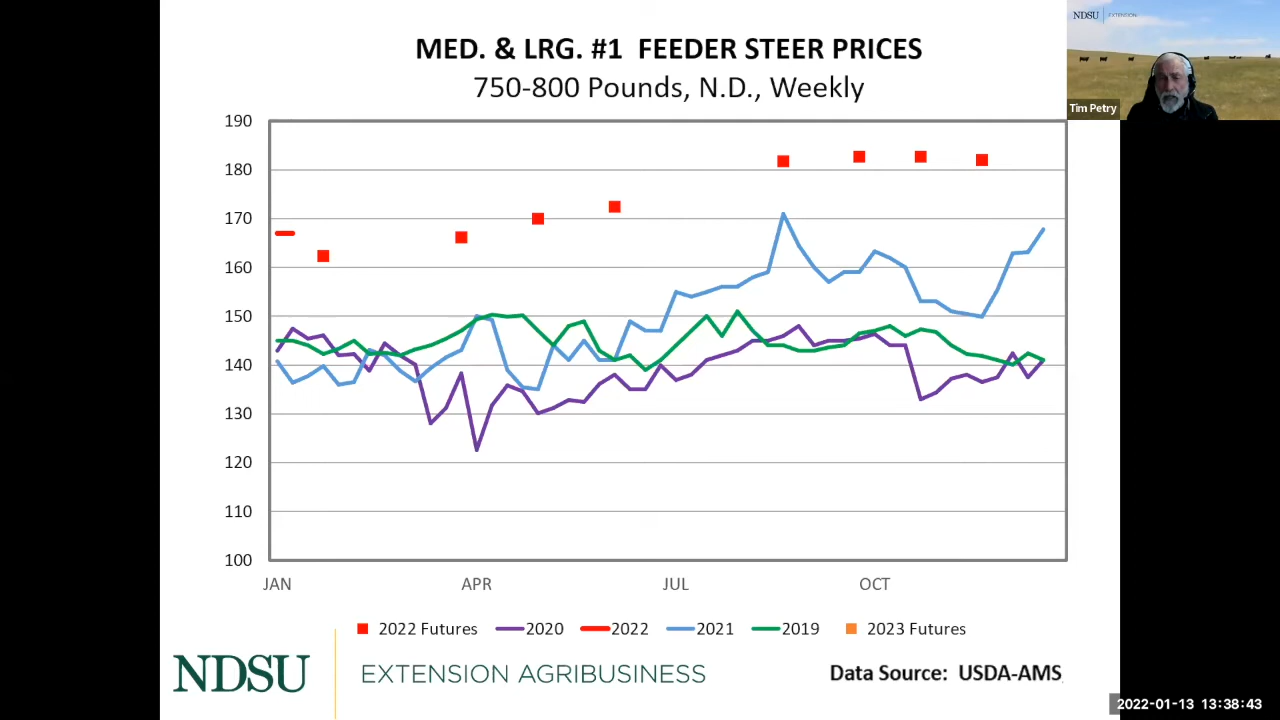 MED. & LRG. #1 FEEDER STEER PRICES
750-800 Pounds, N.D., Weekly
NDSU EXTENSION
Tim Petry
190
180
170
160
150
140
130
120
110
100
JAN APR JUL OCT
2022 Futures 2020 2022 2021 2019 2023 Futures
NDSU EXTENSION AGRIBUSINESS Data Source: USDA-AMS
2022-01-13 13:38:43